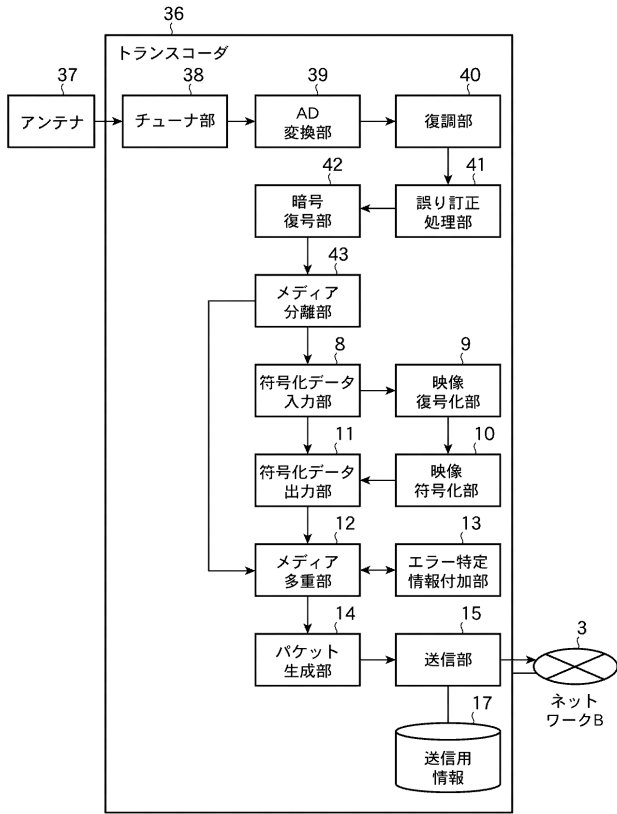 36
トランスコーダ
37
アンテナ
38
チューナ部
39
AD
変換部
40
復調部
42
暗号
復号部
41
誤り訂正
処理部
43
メディア
分離部
8
符号化データ
入力部
9
映像
復号化部
11
符号化データ
出力部
10
映像
符号化部
12
メディア
多重部
13
エラー特定
情報付加部
14
パケット
生成部
15
送信部
3
ネット
ワークB
17
送信用
情報